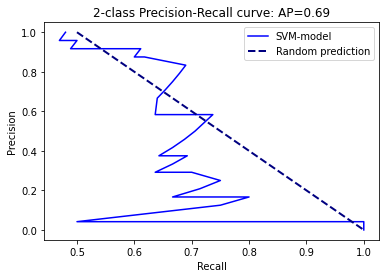 2-class Precision-Recall curve: AP=0.69
SVM-model
Random prediction
Precision
1.0
0.8
0.6
0.4
0.2
0.0
0.5
0.6
0.7
0.8
0.9
1.0
Recall